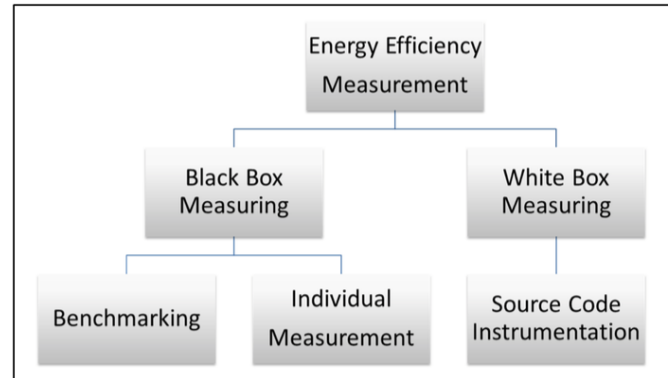 Energy Efficiency
Measurement
Black Box
Measuring
White Box
Measuring
Benchmarking
Individual
Measurement
Source Code
Instrumentation